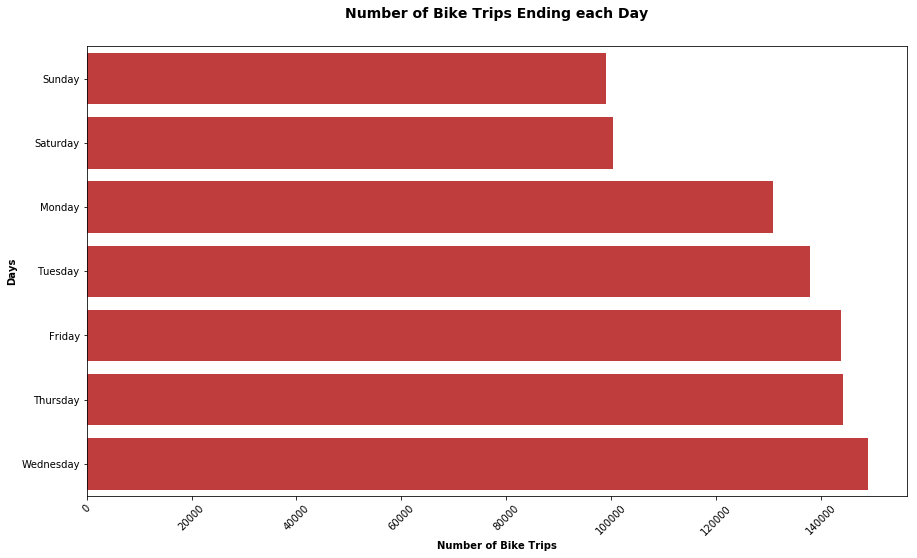 Number of Bike Trips Ending each Day
Days
Sunday
Saturday
Monday
Tuesday
Friday
Thursday
Wednesday
0
20000
40000
60000
80000
100000
120000
140000
Number of Bike Trips